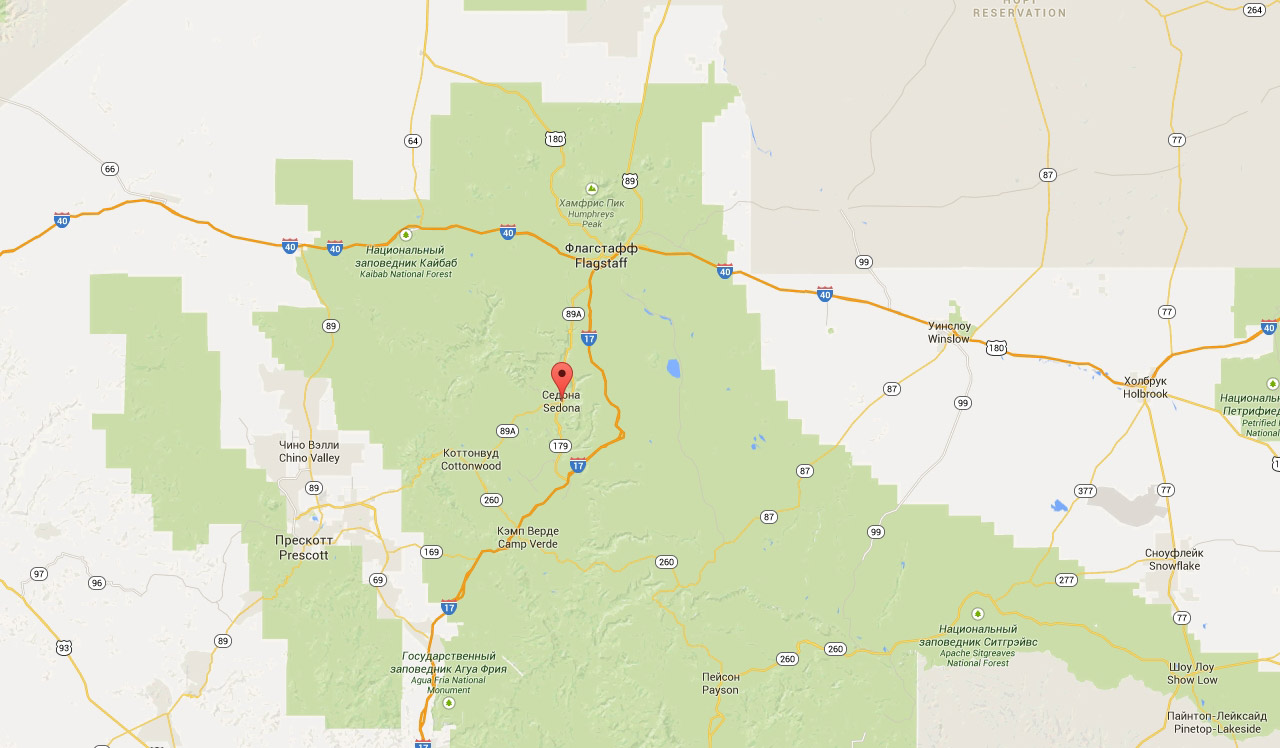 HOPI
RESERVATION
264
64
180
77
66
89
87
40
Хамфрис Пик
Humphreys
Peak
40
40
40
Национальный
заповедник Кайбаб
Kaibab National Forest
Флагстафф
Flagstaff
40
99
40
89A
77
89
17
Уинслоу
Winslow
180
40
Седона
Sedona
87
99
Холбрук
Holbrook
Националь
Петрифие
Petrified
National
89A
179
Чино Вэлли
Chino Valley
Коттонвуд
Cottonwood
17
87
89
260
377
77
87
Прескотт
Prescott
Кэмп Верде
Camp Verde
99
169
260
Сноуфлейк
Snowflake
97
96
69
277
17
77
89
93
Национальный
заповедник Ситгрэйвс
Apache Sitgreaves
National Forest
260
260
Государственный
заповедник Агуа Фрия
Agua Fria National
Monument
Пейсон
Payson
Шоу Лоу
Show Low
Пайнтоп-Лейксайд
Pinetop-Lakeside
17